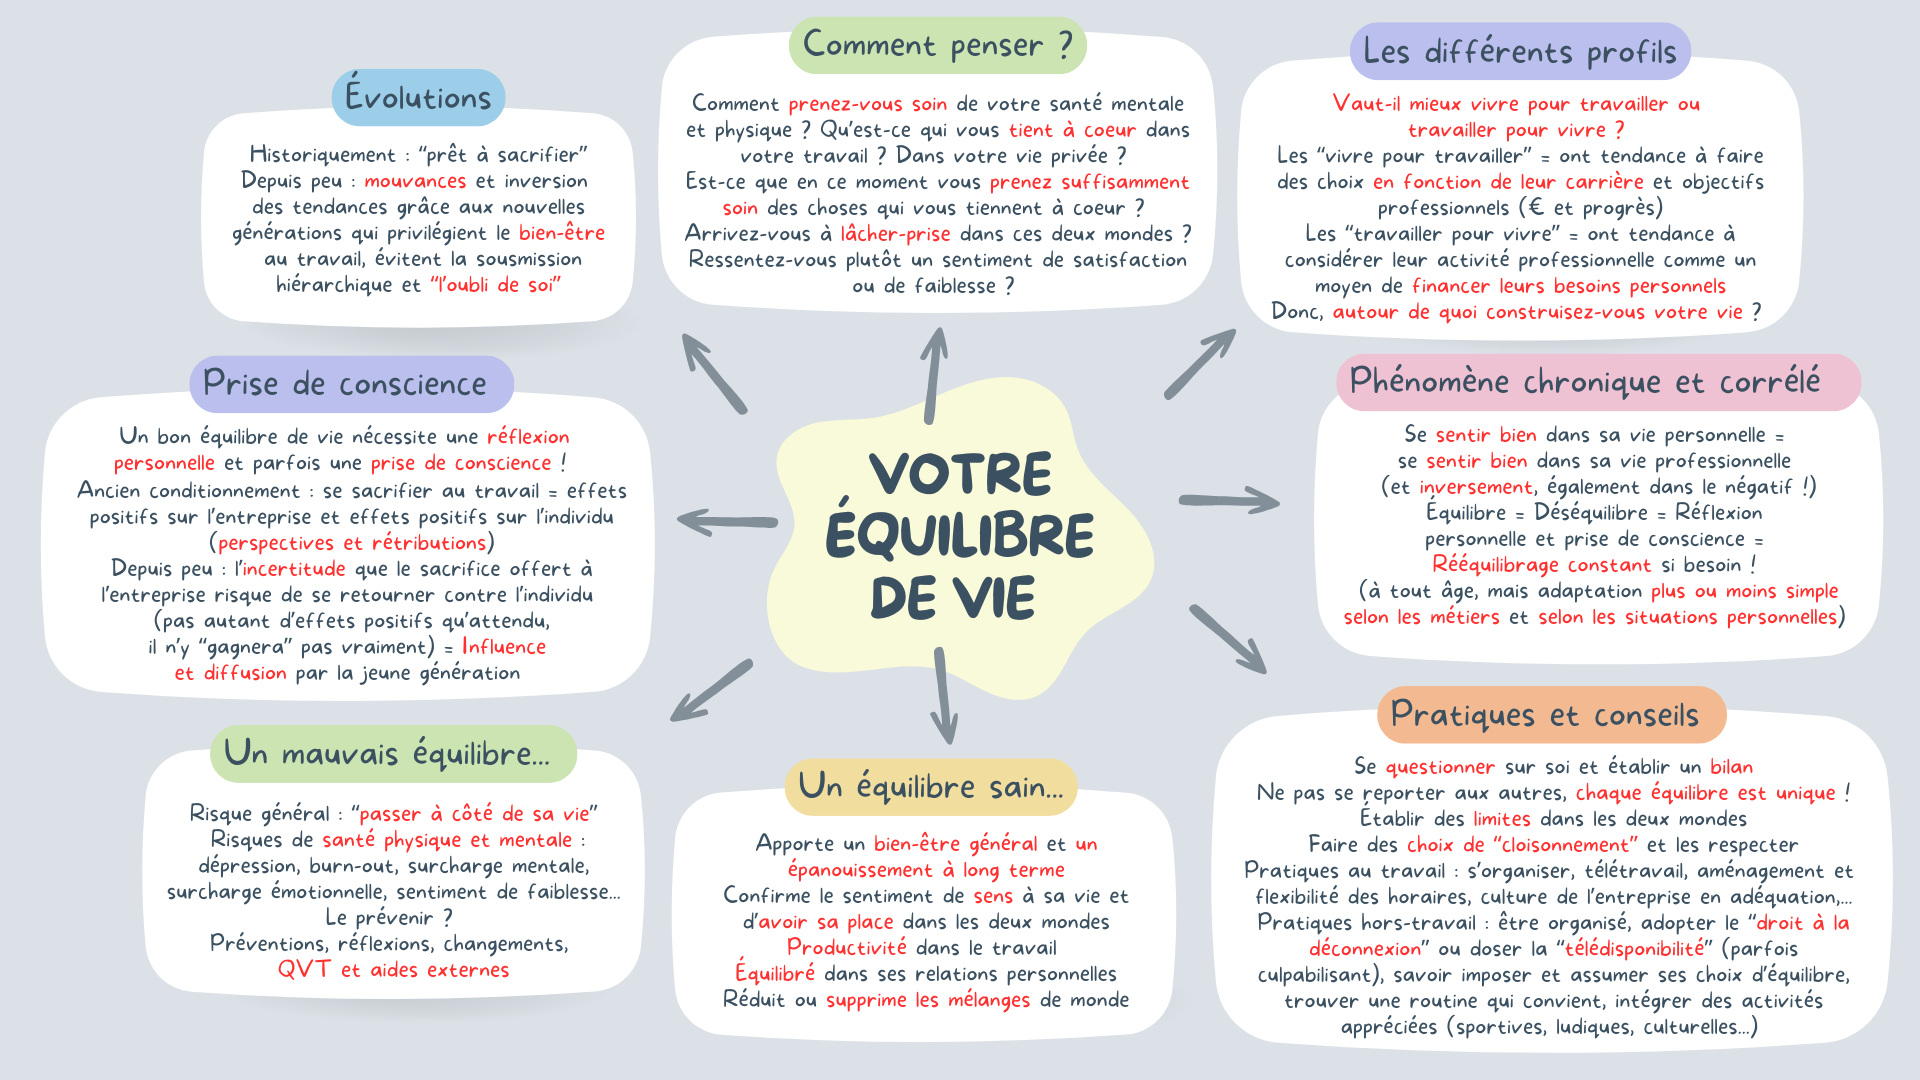 Évolutions
Historiquement : “prêt à sacrifier”
Depuis peu : mouvances et inversion
des tendances grâce aux nouvelles
générations qui privilégient le bien-être
au travail, évitent la sousmission
hiérarchique et “l’oubli de soi”
Comment penser ?
Comment prenez-vous soin de votre santé mentale
et physique ? Qu’est-ce qui vous tient à coeur dans
votre travail ? Dans votre vie privée ?
Est-ce que en ce moment vous prenez suffisamment
soin des choses qui vous tiennent à coeur ?
Arrivez-vous à lâcher-prise dans ces deux mondes ?
Ressentez-vous plutôt un sentiment de satisfaction
ou de faiblesse ?
Les différents profils
Vaut-il mieux vivre pour travailler ou
travailler pour vivre ?
Les “vivre pour travailler” = ont tendance à faire
des choix en fonction de leur carrière et objectifs
professionnels (€ et progrès)
Les “travailler pour vivre” = ont tendance à
considérer leur activité professionnelle comme un
moyen de financer leurs besoins personnels
Donc, autour de quoi construisez-vous votre vie ?
Prise de conscience
Un bon équilibre de vie nécessite une réflexion
personnelle et parfois une prise de conscience !
Ancien conditionnement : se sacrifier au travail = effets
positifs sur l’entreprise et effets positifs sur l’individu
(perspectives et rétributions)
Depuis peu : l’incertitude que le sacrifice offert à
l’entreprise risque de se retourner contre l’individu
(pas autant d’effets positifs qu’attendu,
il n’y “gagnera” pas vraiment) = Influence
et diffusion par la jeune génération
VOTRE
ÉQUILIBRE
DE VIE
Phénomène chronique et corrélé
Se sentir bien dans sa vie personnelle =
se sentir bien dans sa vie professionnelle
(et inversement, également dans le négatif !)
Équilibre = Déséquilibre = Réflexion
personnelle et prise de conscience =
Rééquilibrage constant si besoin !
(à tout âge, mais adaptation plus ou moins simple
selon les métiers et selon les situations personnelles)
Un mauvais équilibre...
Risque général : “passer à côté de sa vie”
Risques de santé physique et mentale :
dépression, burn-out, surcharge mentale,
surcharge émotionnelle, sentiment de faiblesse...
Le prévenir ?
Préventions, réflexions, changements,
QVT et aides externes
Un équilibre sain...
Apporte un bien-être général et un
épanouissement à long terme
Confirme le sentiment de sens à sa vie et
d’avoir sa place dans les deux mondes
Productivité dans le travail
Équilibré dans ses relations personnelles
Réduit ou supprime les mélanges de monde
Pratiques et conseils
Se questionner sur soi et établir un bilan
Ne pas se reporter aux autres, chaque équilibre est unique !
Établir des limites dans les deux mondes
Faire des choix de “cloisonnement” et les respecter
Pratiques au travail : s’organiser, télétravail, aménagement et
flexibilité des horaires, culture de l’entreprise en adéquation,...
Pratiques hors-travail : être organisé, adopter le “droit à la
déconnexion” ou doser la “télédisponibilité” (parfois
culpabilisant), savoir imposer et assumer ses choix d’équilibre,
trouver une routine qui convient, intégrer des activités
appréciées (sportives, ludiques, culturelles...)